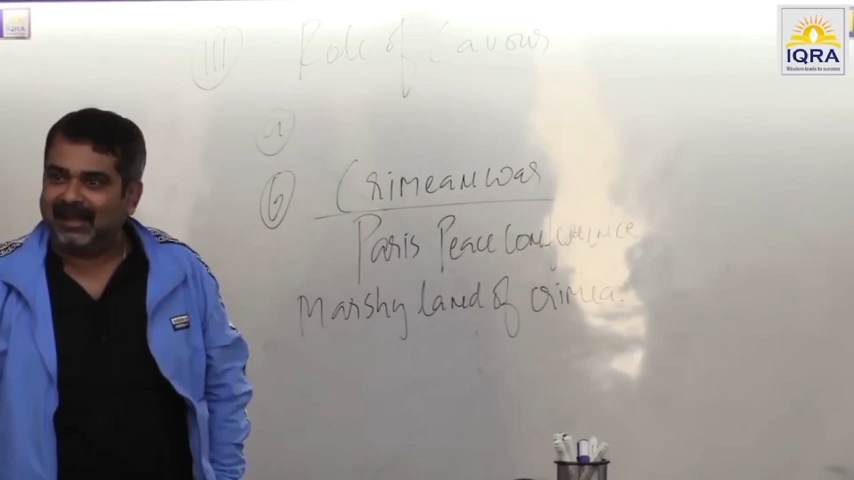 IQRA
IQRA
Wisdom leads to success
III Role of Cavour
1
6 Crimean war
Paris Peace Conference
Marshy land of crimea.